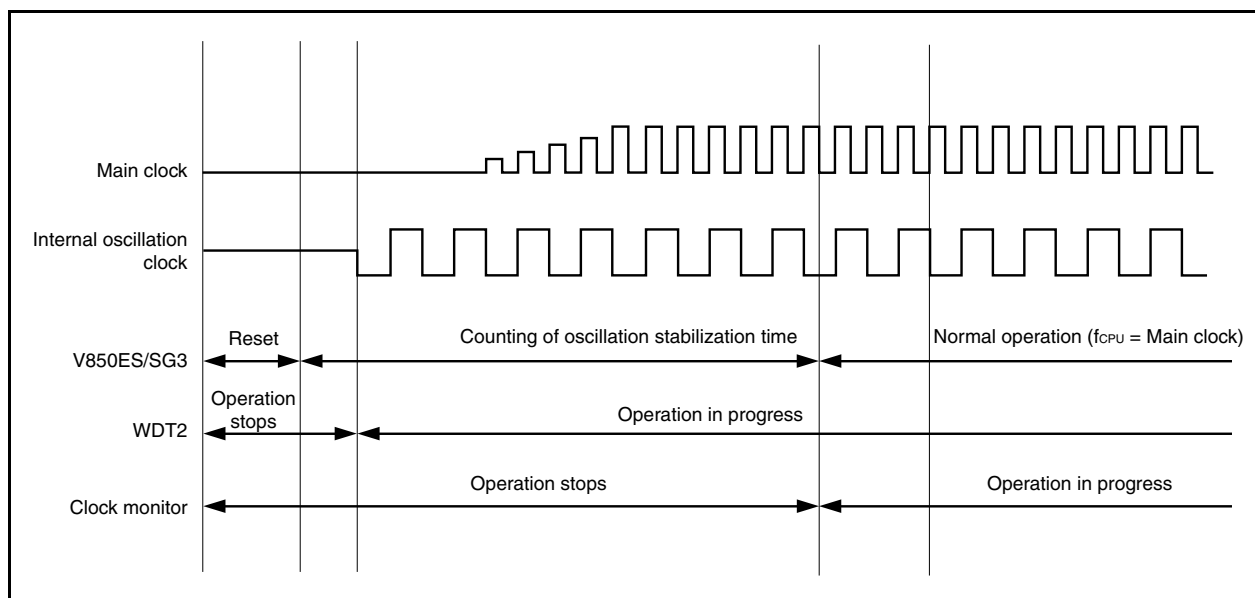 Main clock
Internal oscillation
clock
Reset
Counting of oscillation stabilization time
Normal operation (fCPU = Main clock)
V850ES/SG3
Operation
stops
Operation in progress
WDT2
Operation stops
Operation in progress
Clock monitor